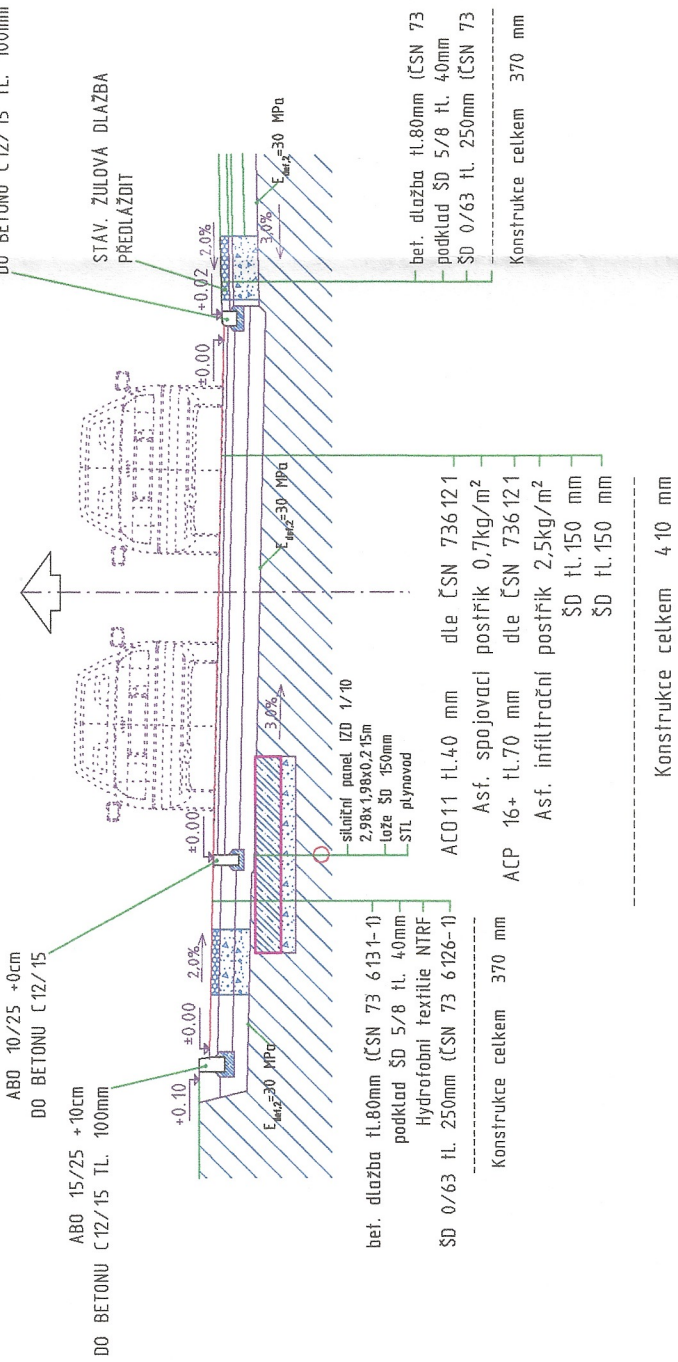 ABO 10/25 +0cm
DO BETONU C12/15
ABO 15/25 +10cm
DO BETONU C12/15 TL. 100mm
DO BETONU C12/15 TL. 100mm
STÁV. ŽULOVÁ DLAŽBA
PŘEDLÁŽDIT
+0.10
±0.00
2,0%
±0.00
±0.00
+0.02
2,0%
3,0%
3,0%
Edef,2=30 MPa
Edef,2=30 MPa
Edef,2=30 MPa
silniční panel IZD 1/10
2,98x1,98x0,215m
lože ŠD 150mm
STL plynovod
bet. dlažba tl.80mm (ČSN 73 6131-1)
podklad ŠD 5/8 tl. 40mm
Hydrofobní textilie NTRF
ŠD 0/63 tl. 250mm (ČSN 73 6126-1)
Konstrukce celkem 370 mm
ACO11 tl.40 mm dle ČSN 736121
Asf. spojovací postřik 0,7kg/m²
ACP 16+ tl.70 mm dle ČSN 736121
Asf. infiltrační postřik 2,5kg/m²
ŠD tl.150 mm
ŠD tl.150 mm
Konstrukce celkem 410 mm
bet. dlažba tl.80mm (ČSN 73
podklad ŠD 5/8 tl. 40mm
ŠD 0/63 tl. 250mm (ČSN 73
Konstrukce celkem 370 mm